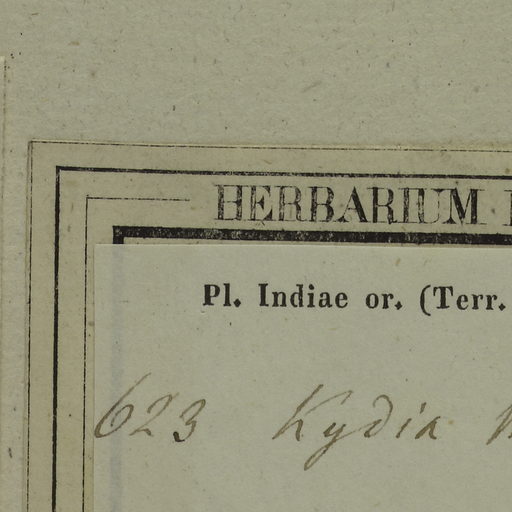 HERBARIUM
Pl. Indiae or. (Terr.
623 Kydia